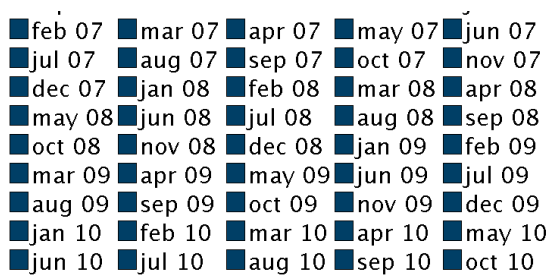 feb 07 mar 07 apr 07 may 07 jun 07
jul 07 aug 07 sep 07 oct 07 nov 07
dec 07 jan 08 feb 08 mar 08 apr 08
may 08 jun 08 jul 08 aug 08 sep 08
oct 08 nov 08 dec 08 jan 09 feb 09
mar 09 apr 09 may 09 jun 09 jul 09
aug 09 sep 09 oct 09 nov 09 dec 09
jan 10 feb 10 mar 10 apr 10 may 10
jun 10 jul 10 aug 10 sep 10 oct 10